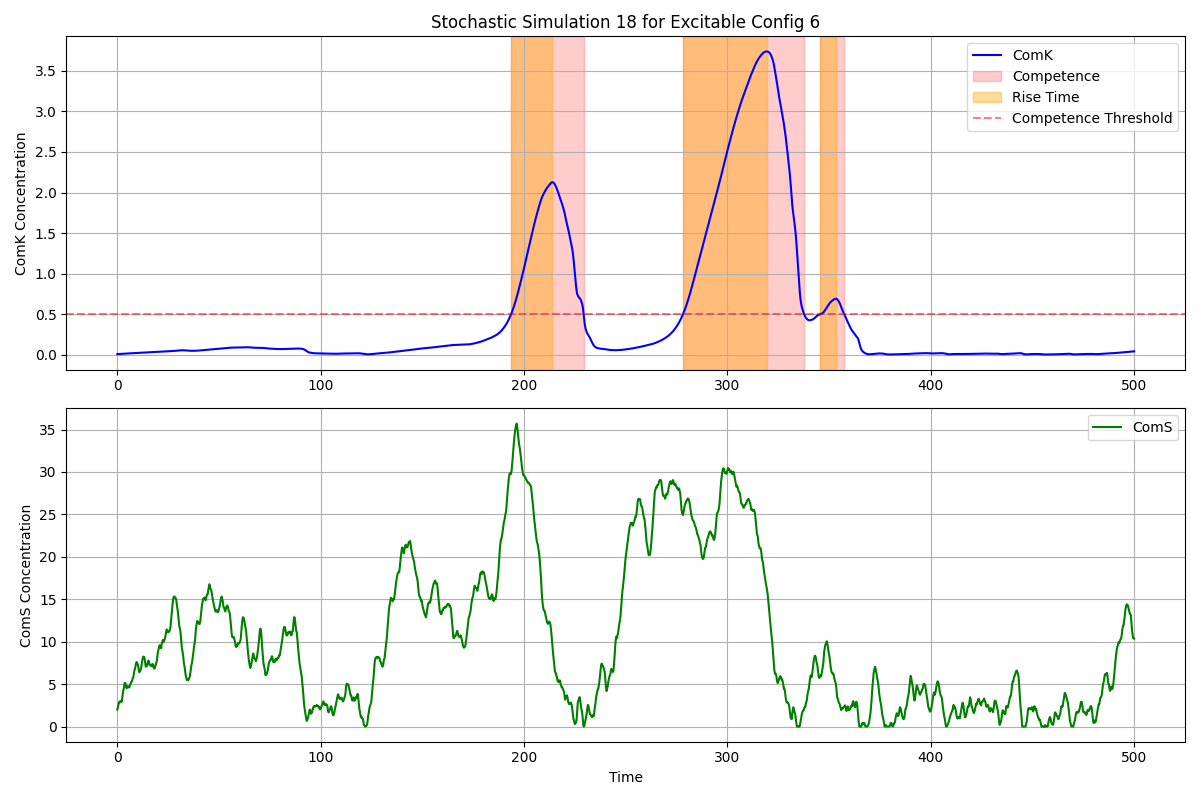 Stochastic Simulation 18 for Excitable Config 6
ComK Concentration
3.5
3.0
2.5
2.0
1.5
1.0
0.5
0.0
ComK
Competence
Rise Time
Competence Threshold
0 100 200 300 400 500
ComS Concentration
35
30
25
20
15
10
5
0
ComS
0 100 200 300 400 500
Time